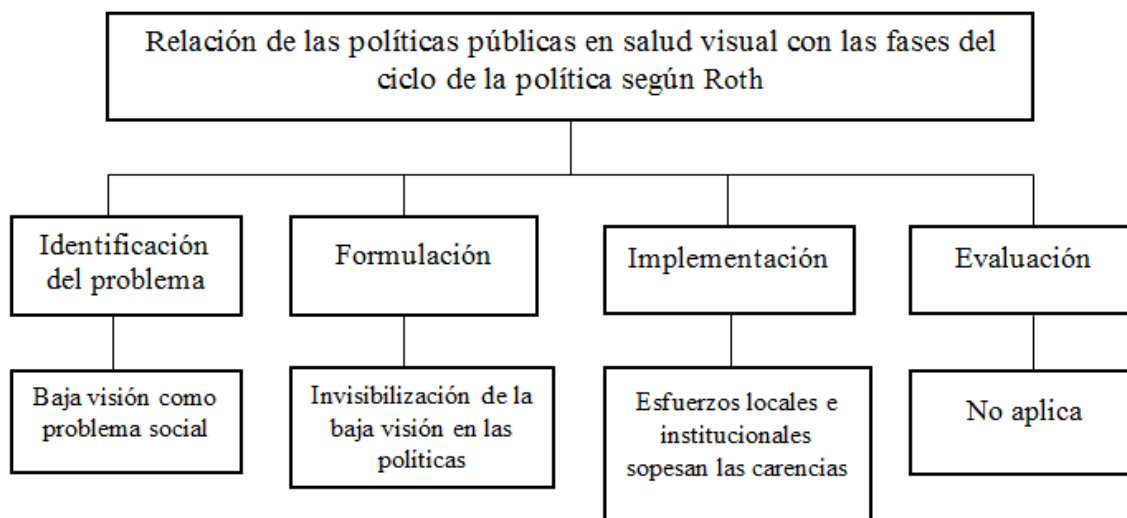 Relación de las políticas públicas en salud visual con las fases del
ciclo de la política según Roth
Identificación
del problema
Formulación
Implementación
Evaluación
Baja visión como
problema social
Invisibilización de la
baja visión en las
políticas
Esfuerzos locales e
institucionales
sopesan las carencias
No aplica